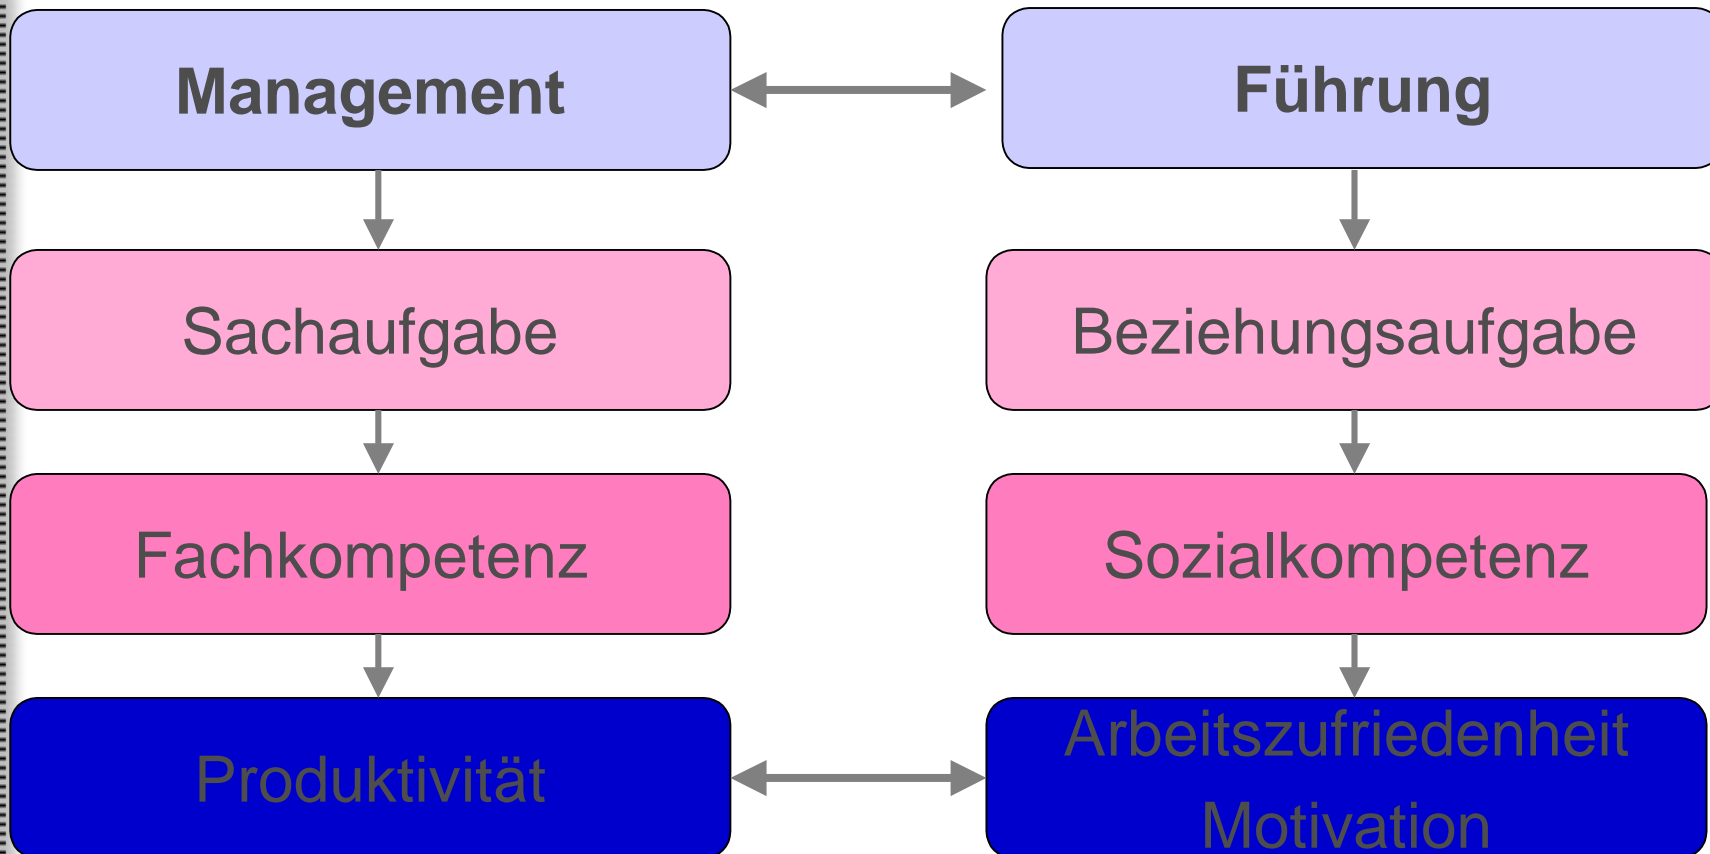 Management
Führung
Sachaufgabe
Beziehungsaufgabe
Fachkompetenz
Sozialkompetenz
Produktivität
Arbeitszufriedenheit
Motivation